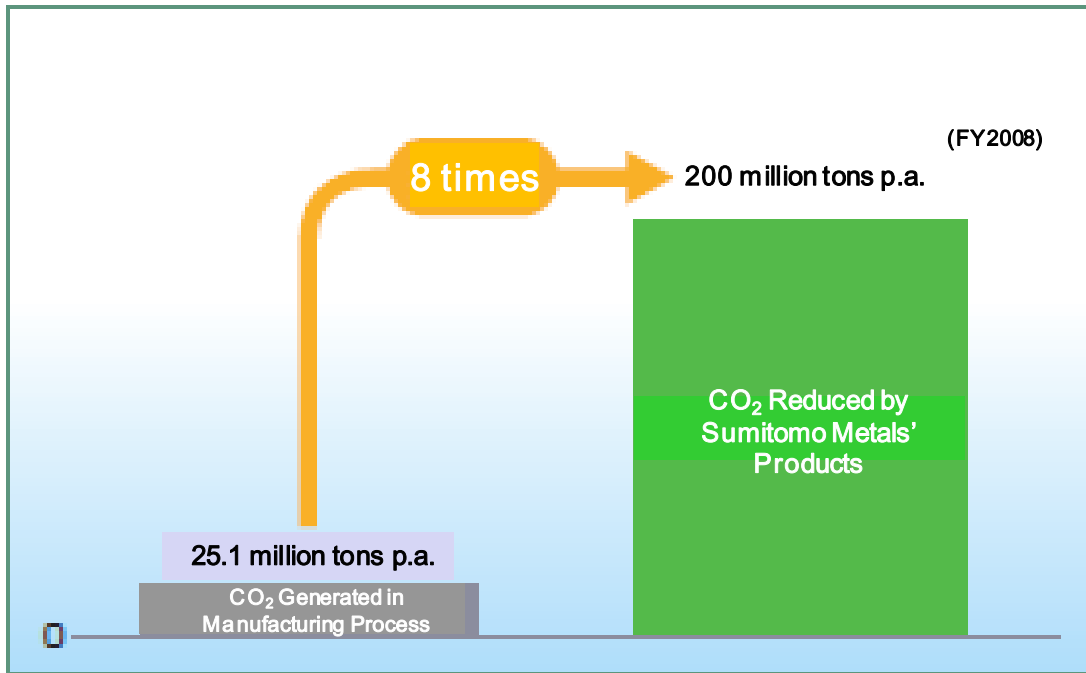 (FY2008)
8 times
200 million tons p.a.
CO₂ Reduced by
Sumitomo Metals’
Products
25.1 million tons p.a.
CO₂ Generated in
Manufacturing Process
0